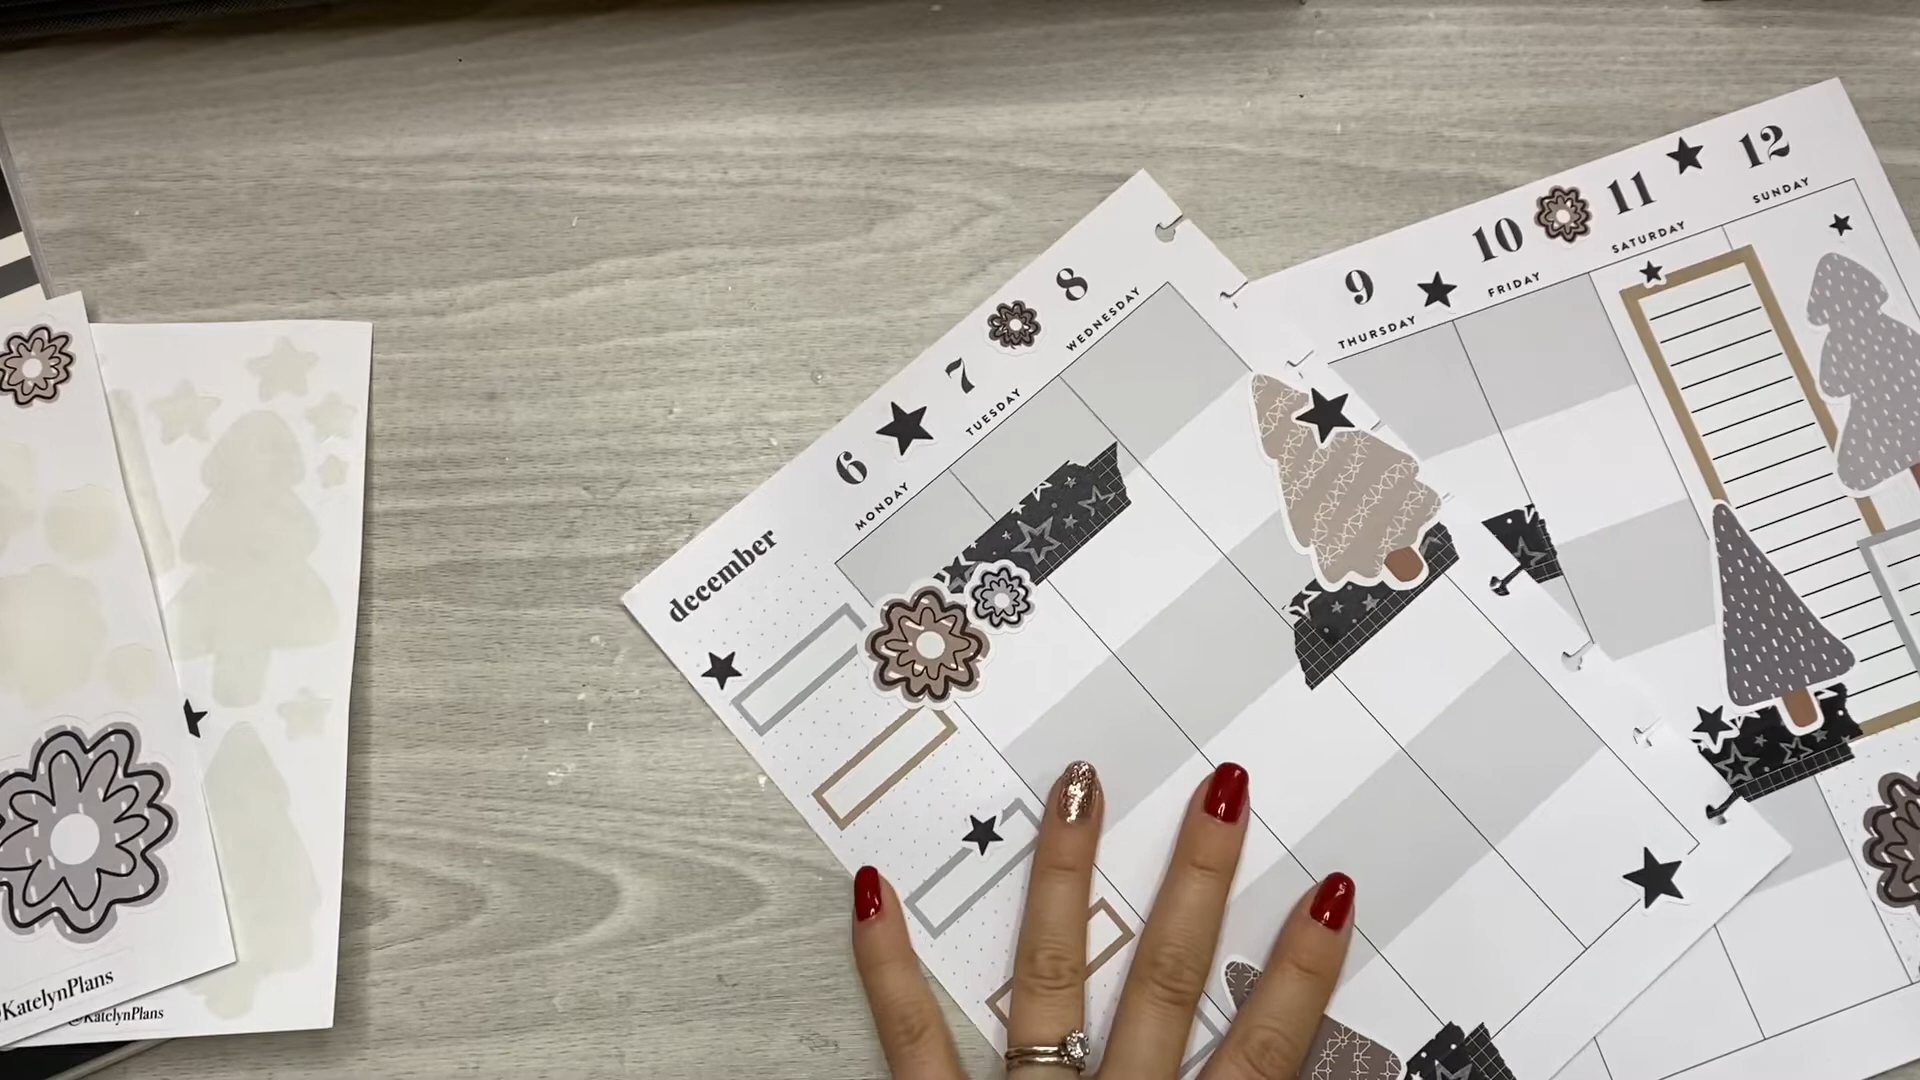 december
6
MONDAY
7
TUESDAY
8
WEDNESDAY
9
THURSDAY
10
FRIDAY
11
SATURDAY
12
SUNDAY
@KatelynPlans
@KatelynPlans